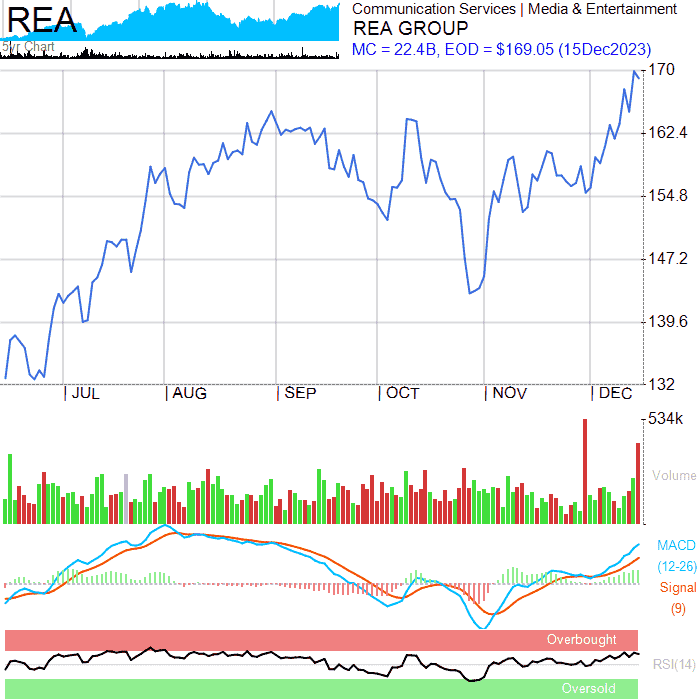 REA
5yr Chart
Communication Services | Media & Entertainment
REA GROUP
MC = 22.4B, EOD = $169.05 (15Dec2023)
170
162.4
154.8
147.2
139.6
132
JUL AUG SEP OCT NOV DEC
534k
Volume
MACD
(12-26)
Signal
(9)
Overbought
RSI(14)
Oversold